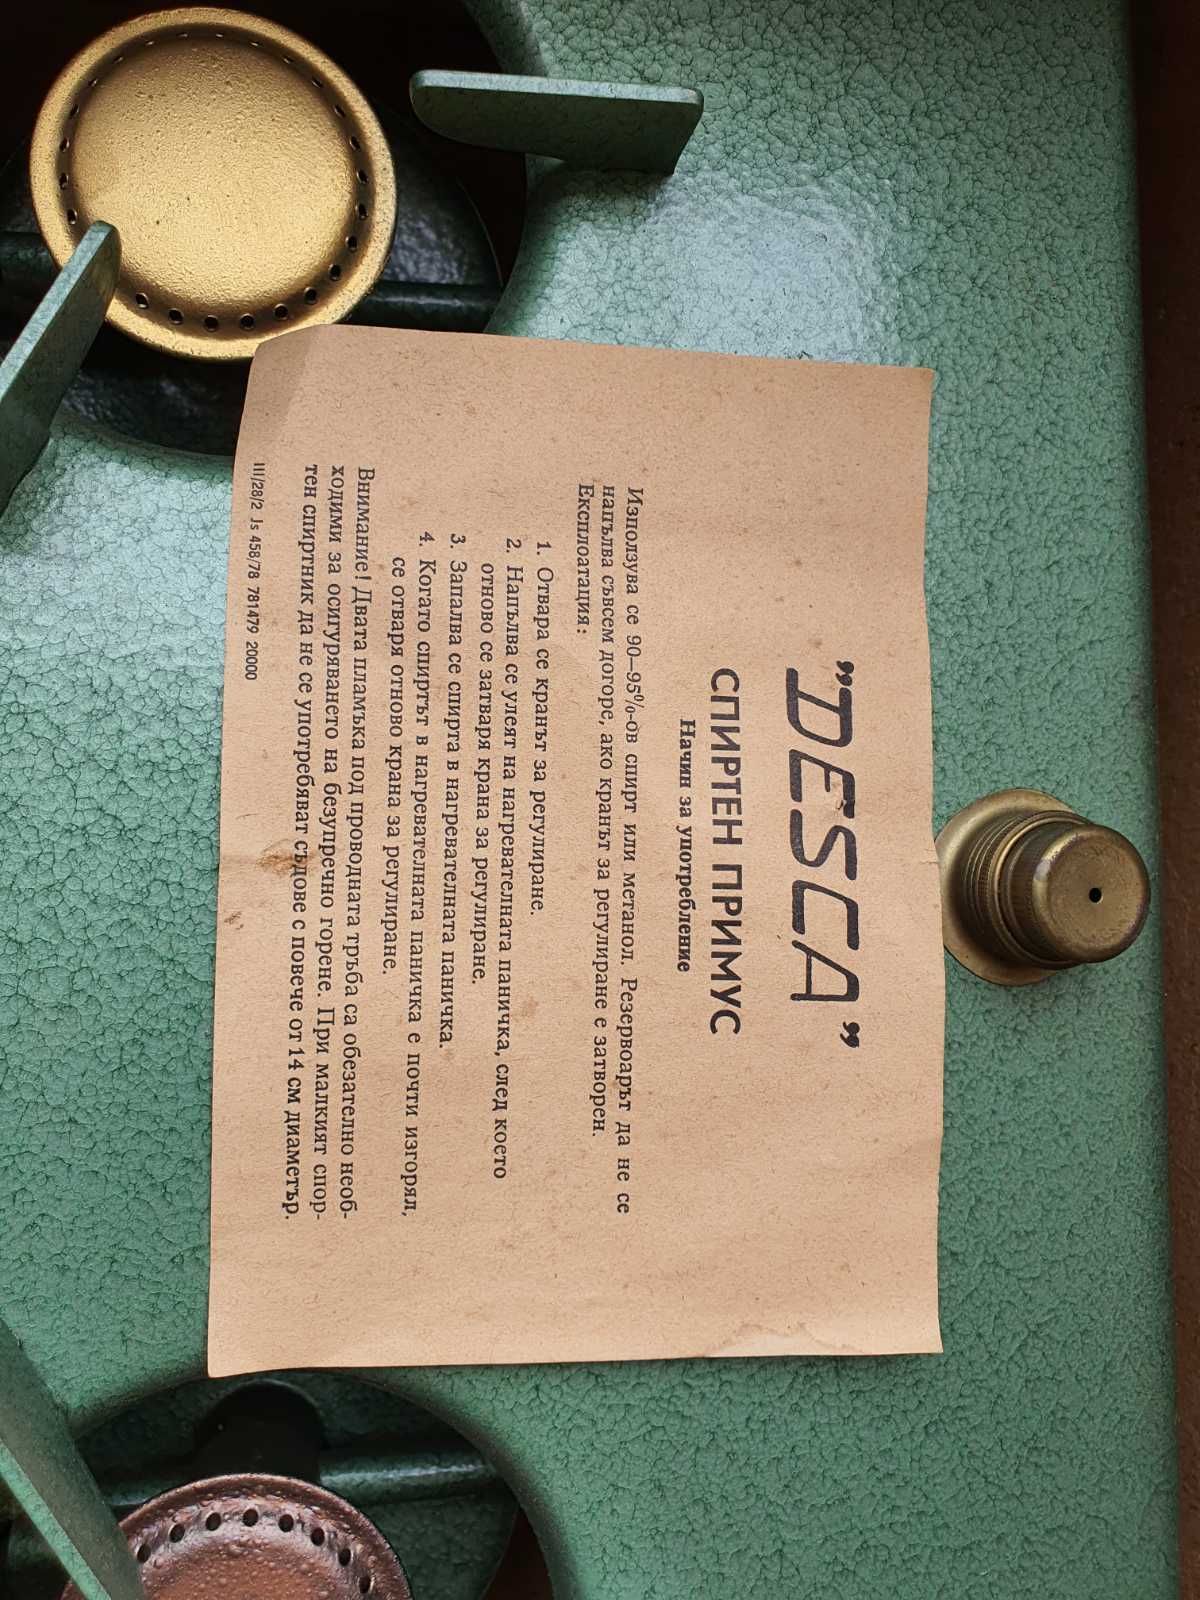 "DESCA"
СПИРТЕН ПРИМУС
Начин за употребление
Използува се 90—95%-ов спирт или метанол. Резервоарът да не се
напълва съвсем догоре, ако кранът за регулиране е затворен.
Експлоатация:
1. Отваря се кранът за регулиране.
2. Напълва се улеят на нагревателната паничка, след което
отново се затваря крана за регулиране.
3. Запалва се спирта в нагревателната паничка.
4. Когато спиртът в нагревателната паничка е почти изгорял,
се отваря отново крана за регулиране.
Внимание! Двата пламъка под проводната тръба са обезателно необ-
ходими за осигуряването на безупречно горене. При малкият спор-
тен спиртник да не се употребяват съдове с повече от 14 см диаметър.
III/28/2 Js 458/78 781479 20000